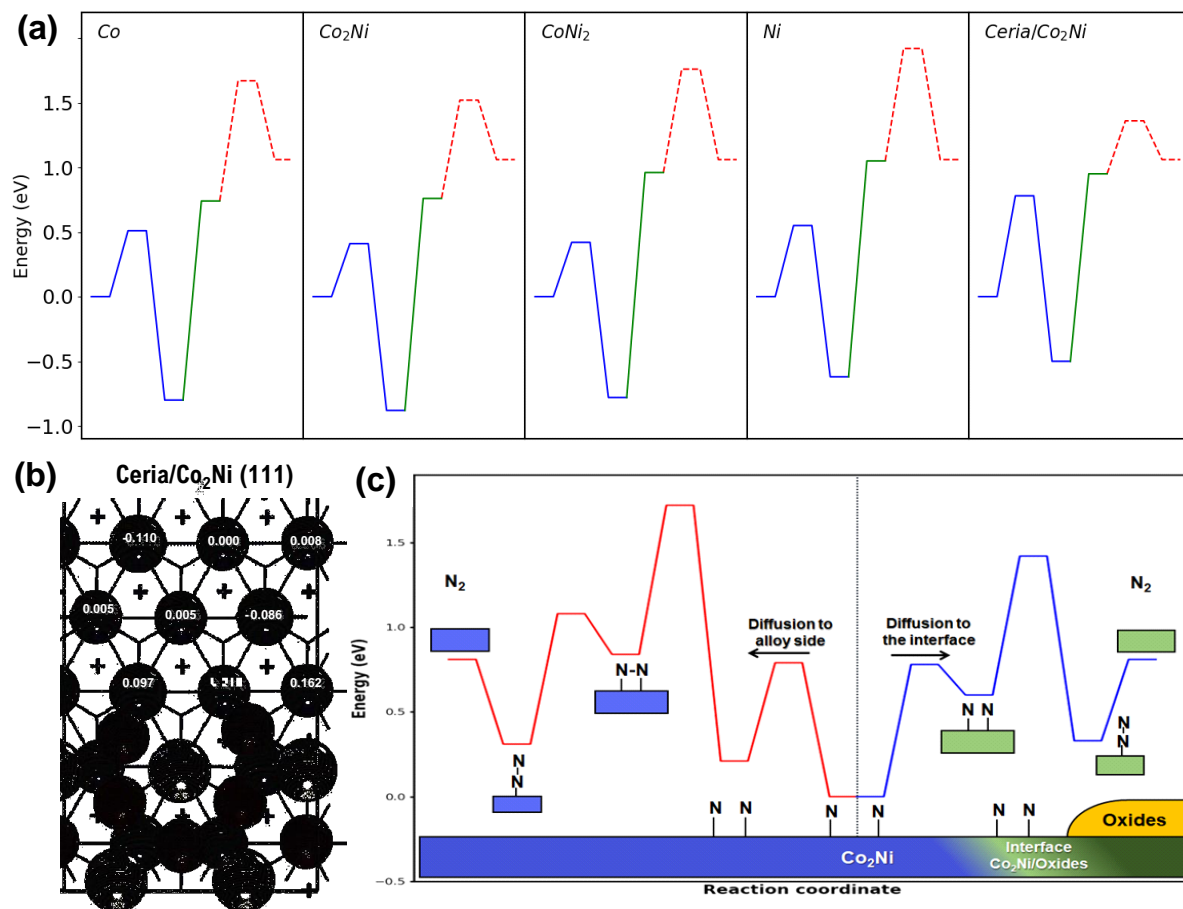 (a)
Co
Co₂Ni
CoNi₂
Ni
Ceria/Co₂Ni
Energy (eV)
1.5
1.0
0.5
0.0
−0.5
−1.0
(b)
Ceria/Co₂Ni (111)
-0.110
0.000
0.008
0.005
0.005
-0.086
0.097
0.162
(c)
Energy (eV)
1.5
1.0
0.5
0.0
−0.5
N₂
N-N
N
N
Diffusion to
alloy side
Diffusion to
the interface
N N
N
N
N₂
N N
N
N
N N
Oxides
Co₂Ni
Interface
Co₂Ni/Oxides
Reaction coordinate